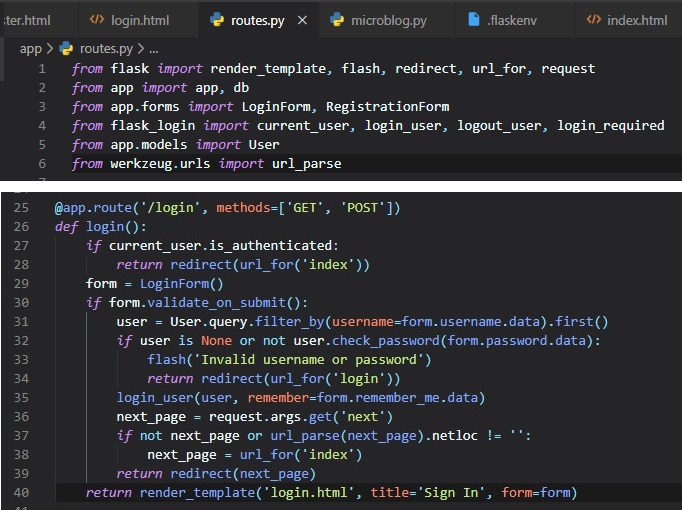 ster.html login.html routes.py microblog.py .flaskenv index.html
app > routes.py > ...
1 from flask import render_template, flash, redirect, url_for, request
2 from app import app, db
3 from app.forms import LoginForm, RegistrationForm
4 from flask_login import current_user, login_user, logout_user, login_required
5 from app.models import User
6 from werkzeug.urls import url_parse
25 @app.route('/login', methods=['GET', 'POST'])
26 def login():
27     if current_user.is_authenticated:
28         return redirect(url_for('index'))
29     form = LoginForm()
30     if form.validate_on_submit():
31         user = User.query.filter_by(username=form.username.data).first()
32         if user is None or not user.check_password(form.password.data):
33             flash('Invalid username or password')
34             return redirect(url_for('login'))
35         login_user(user, remember=form.remember_me.data)
36         next_page = request.args.get('next')
37         if not next_page or url_parse(next_page).netloc != '':
38             next_page = url_for('index')
39         return redirect(next_page)
40     return render_template('login.html', title='Sign In', form=form)